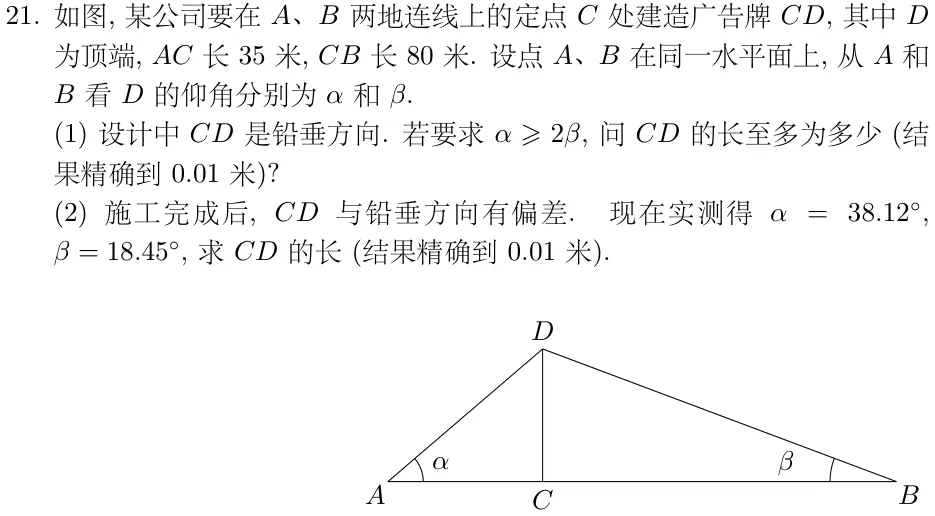 21. 如图, 某公司要在 A、B 两地连线上的定点 C 处建造广告牌 CD, 其中 D
为顶端, AC 长 35 米, CB 长 80 米. 设点 A、B 在同一水平面上, 从 A 和
B 看 D 的仰角分别为 α 和 β.
(1) 设计中 CD 是铅垂方向. 若要求 α ⩾ 2β, 问 CD 的长至多为多少 (结
果精确到 0.01 米)?
(2) 施工完成后, CD 与铅垂方向有偏差. 现在实测得 α = 38.12°,
β = 18.45°, 求 CD 的长 (结果精确到 0.01 米).
D
α β
A C B